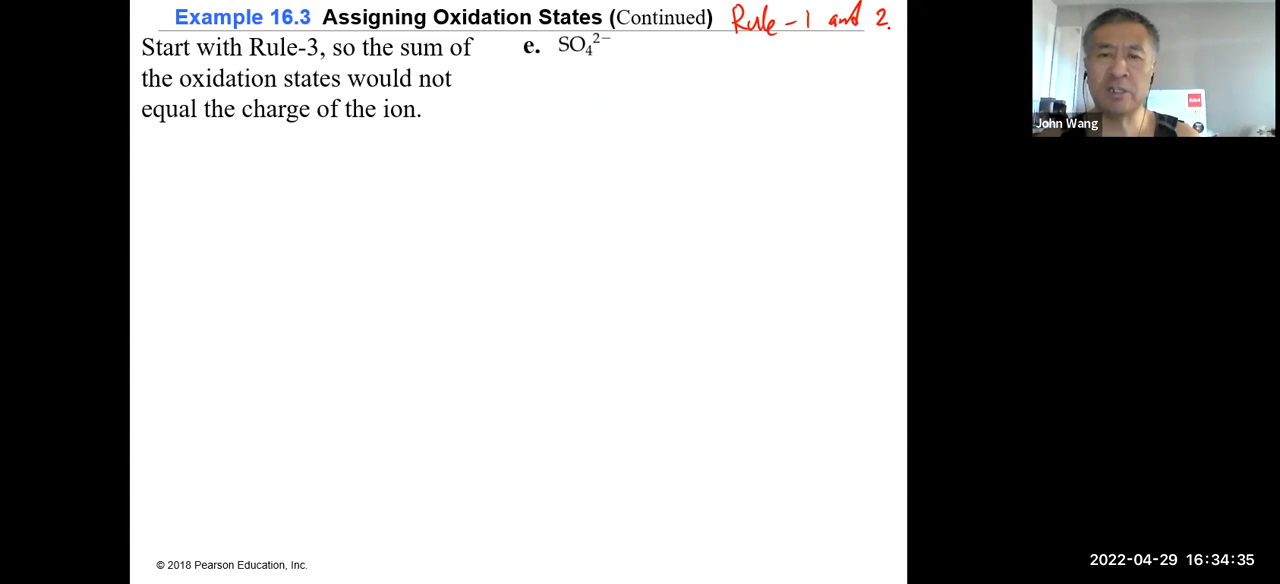 Example 16.3 Assigning Oxidation States (Continued) Rule - 1 and 2.
Start with Rule-3, so the sum of
the oxidation states would not
equal the charge of the ion.
e. SO₄²⁻
John Wang
© 2018 Pearson Education, Inc.
2022-04-29 16:34:35